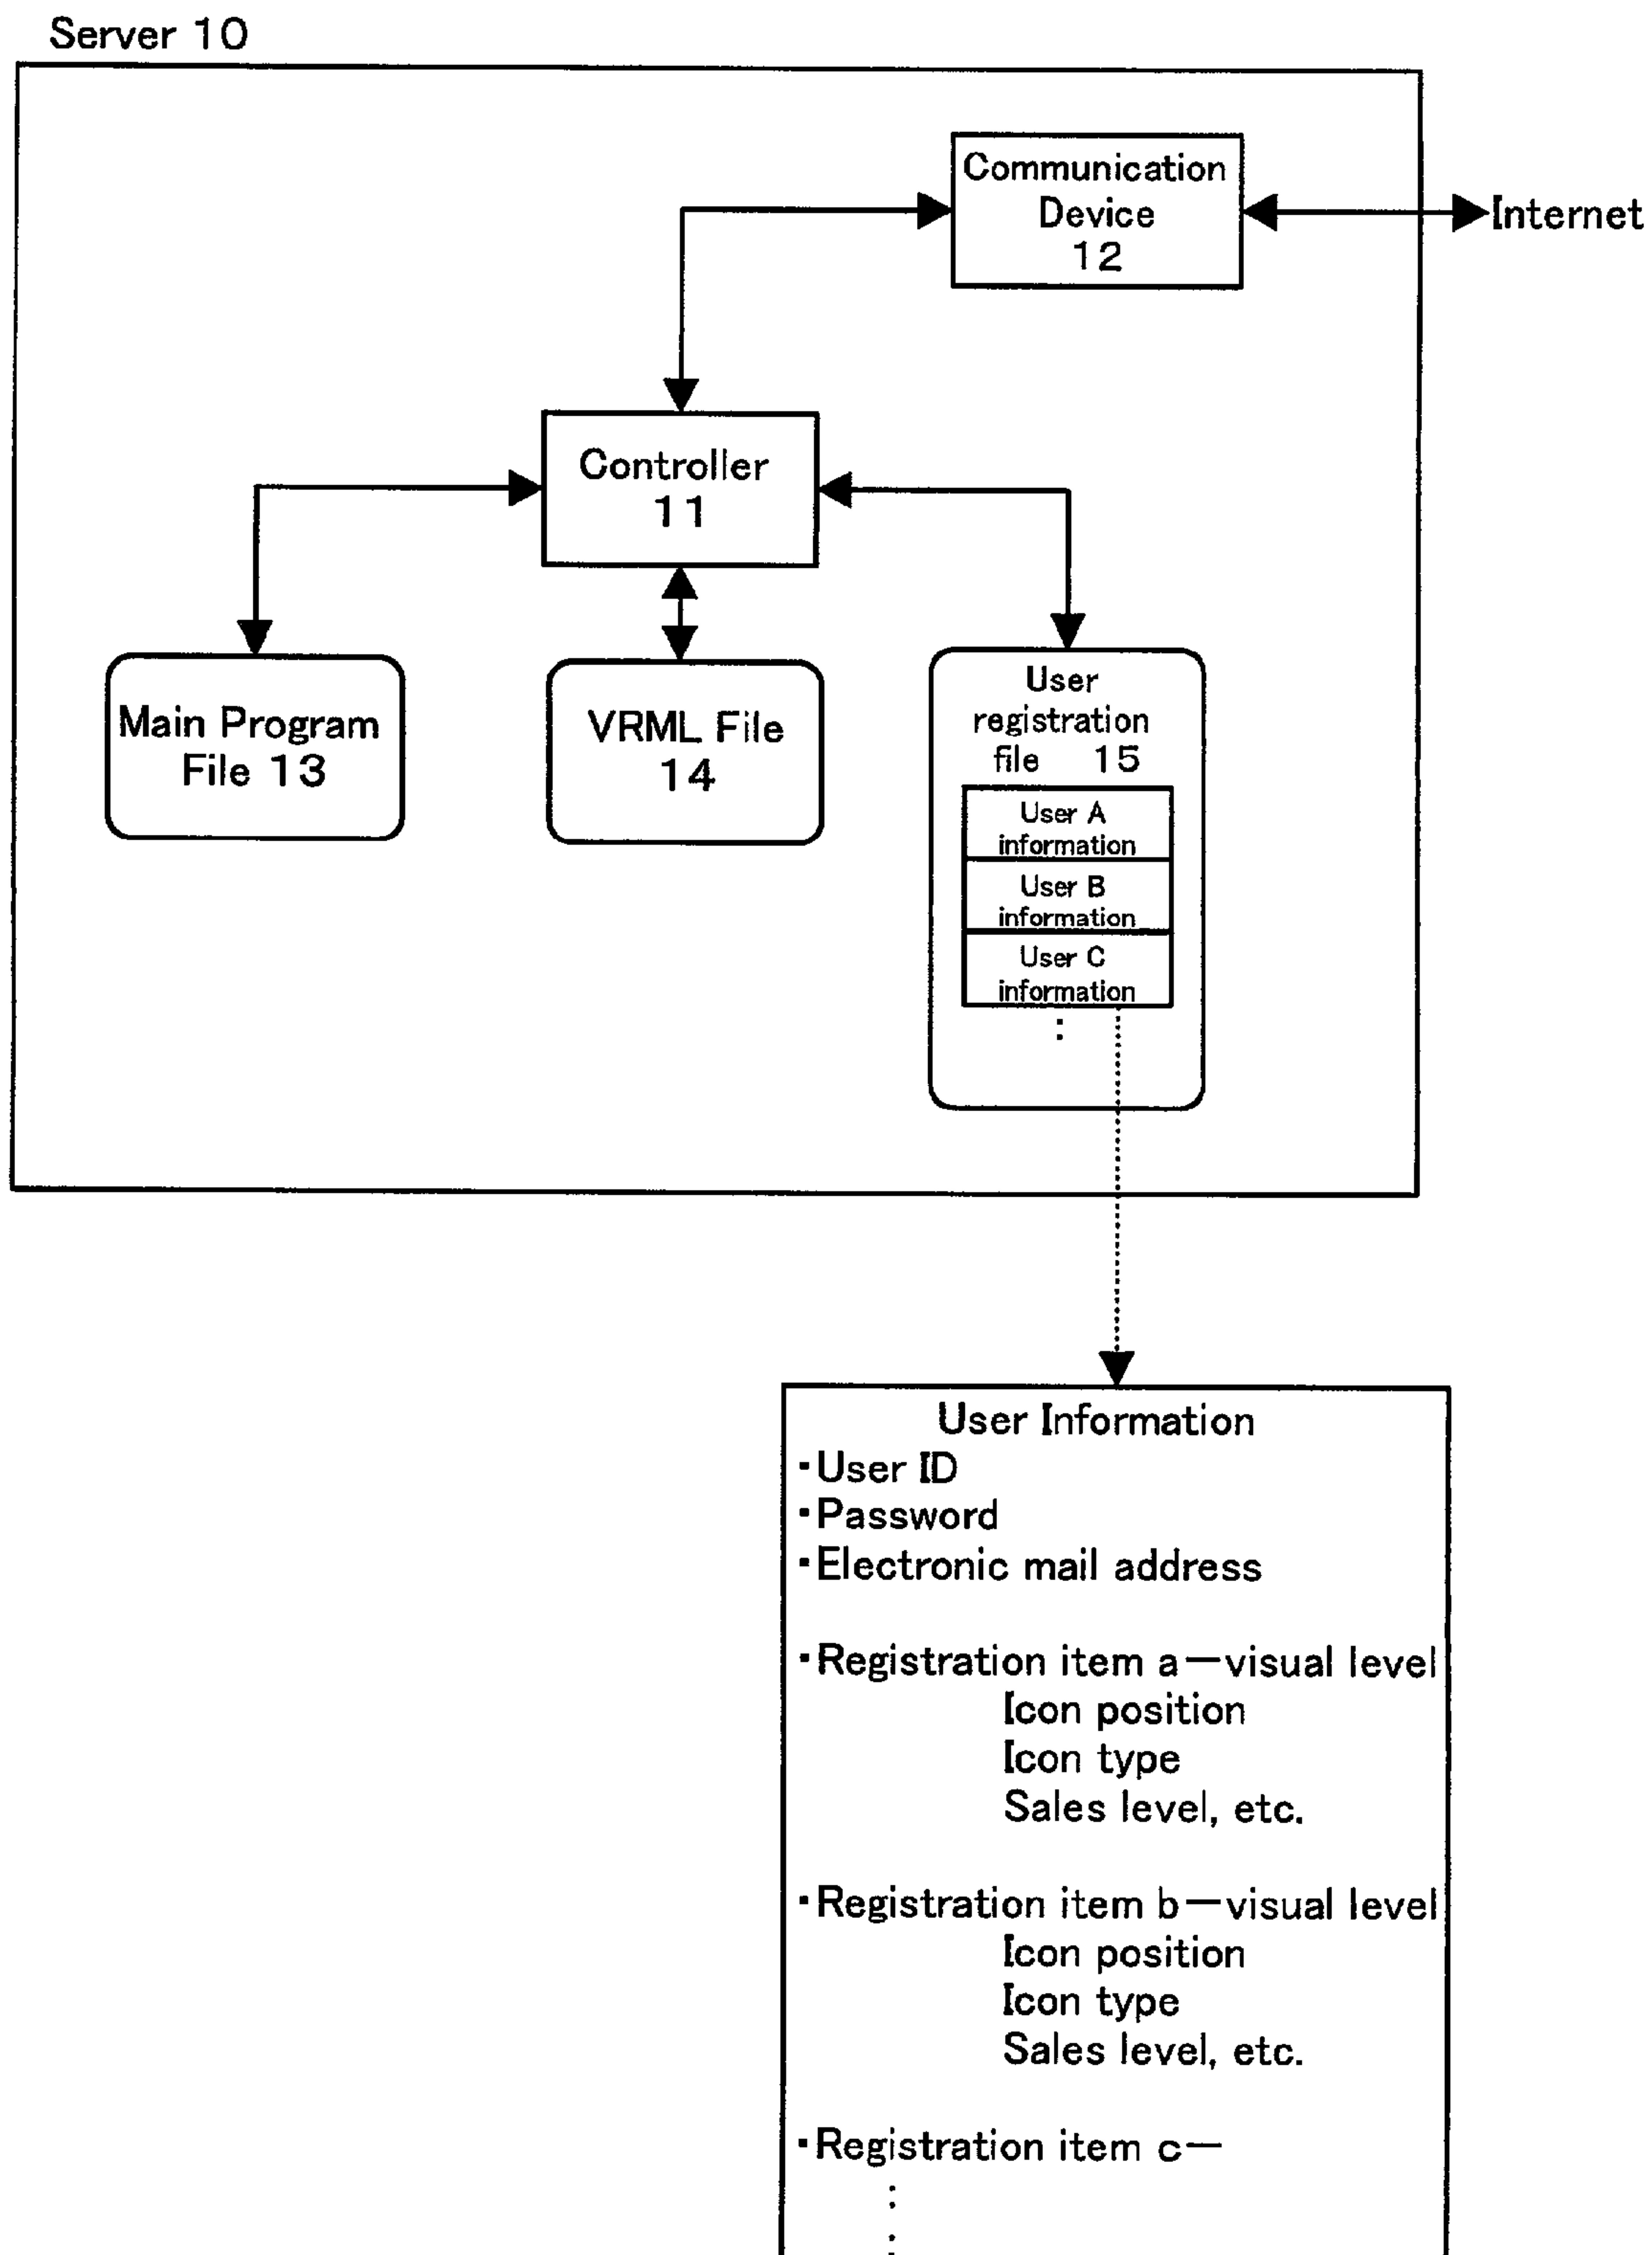 Server 10
Communication
Device
12
Internet
Controller
11
Main Program
File 13
VRML File
14
User
registration
file 15
User A
information
User B
information
User C
information
:
User Information
・User ID
・Password
・Electronic mail address
・Registration item a—visual level
Icon position
Icon type
Sales level, etc.
・Registration item b—visual level
Icon position
Icon type
Sales level, etc.
・Registration item c—
:
: